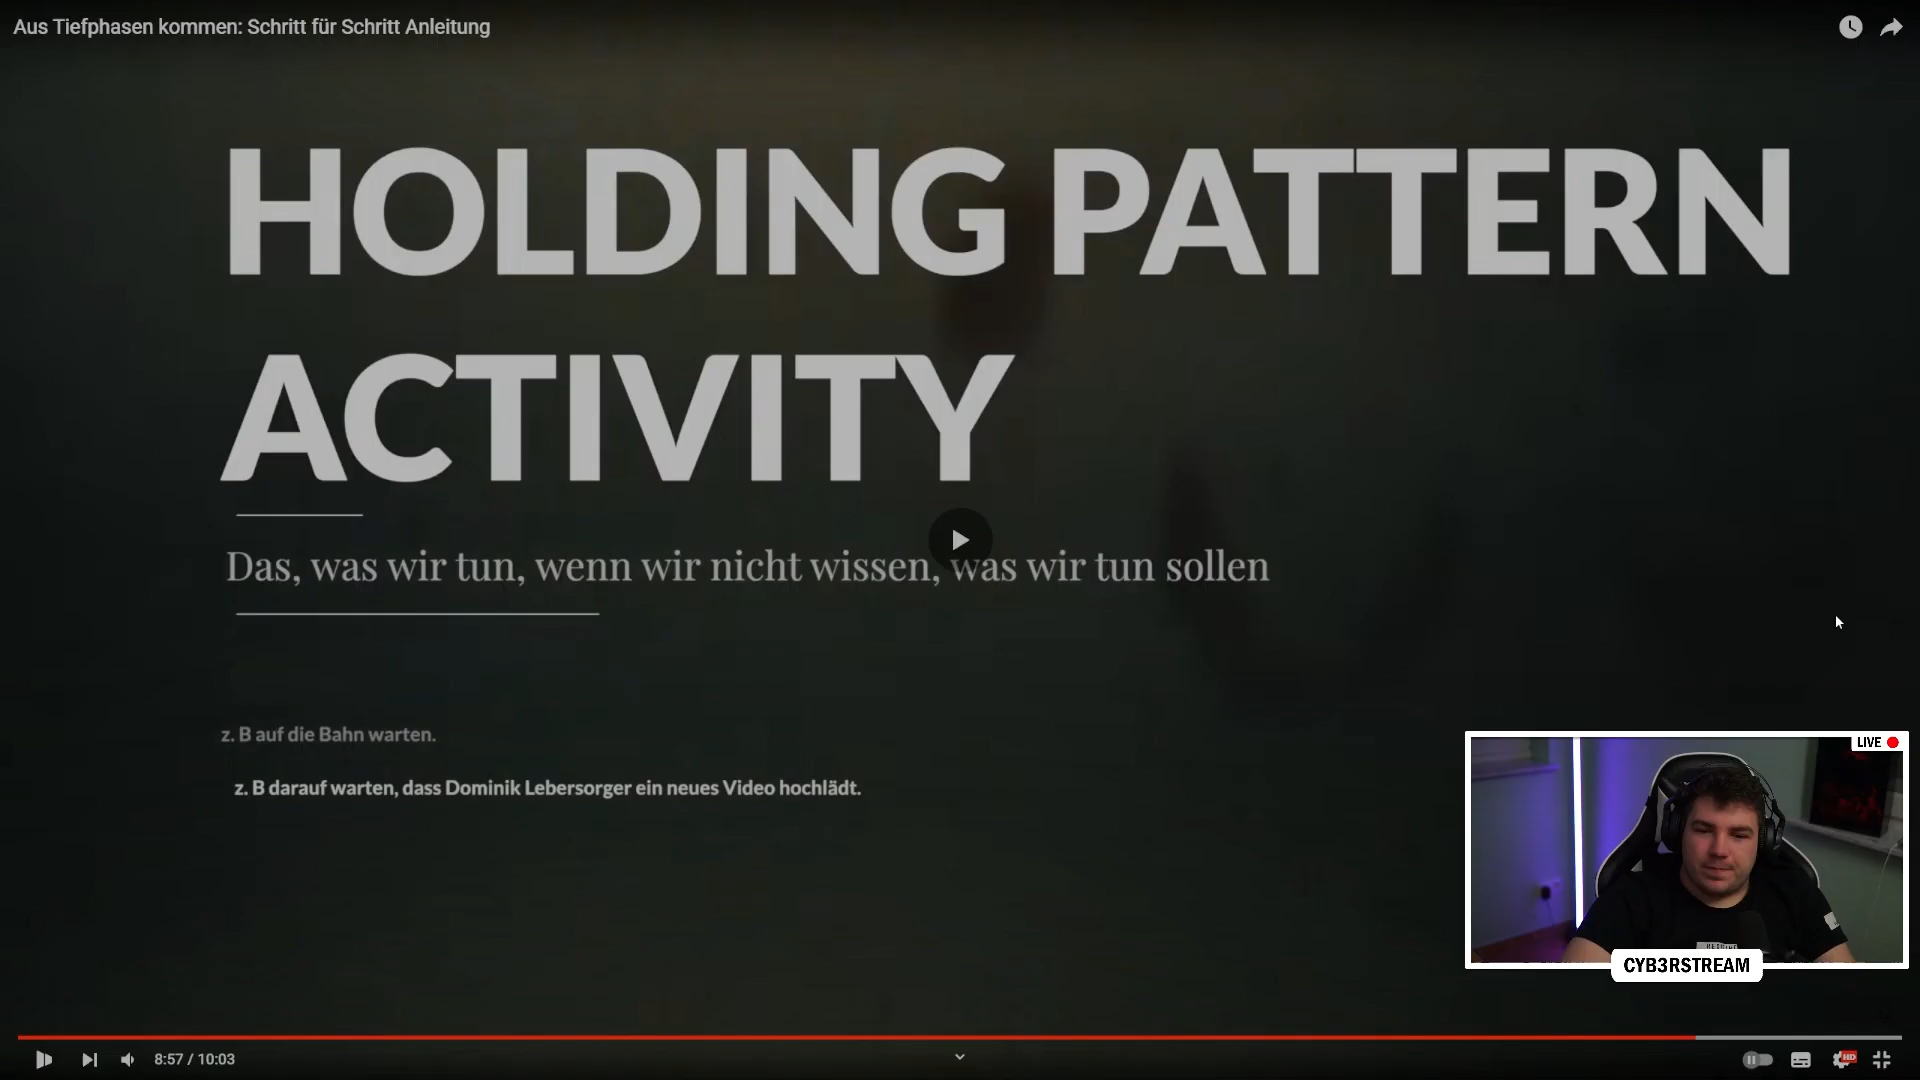 Aus Tiefphasen kommen: Schritt für Schritt Anleitung
HOLDING PATTERN
ACTIVITY
Das, was wir tun, wenn wir nicht wissen, was wir tun sollen
z. B auf die Bahn warten.
z. B darauf warten, dass Dominik Lebersorger ein neues Video hochlädt.
LIVE
CYB3RSTREAM
8:57 / 10:03
HD